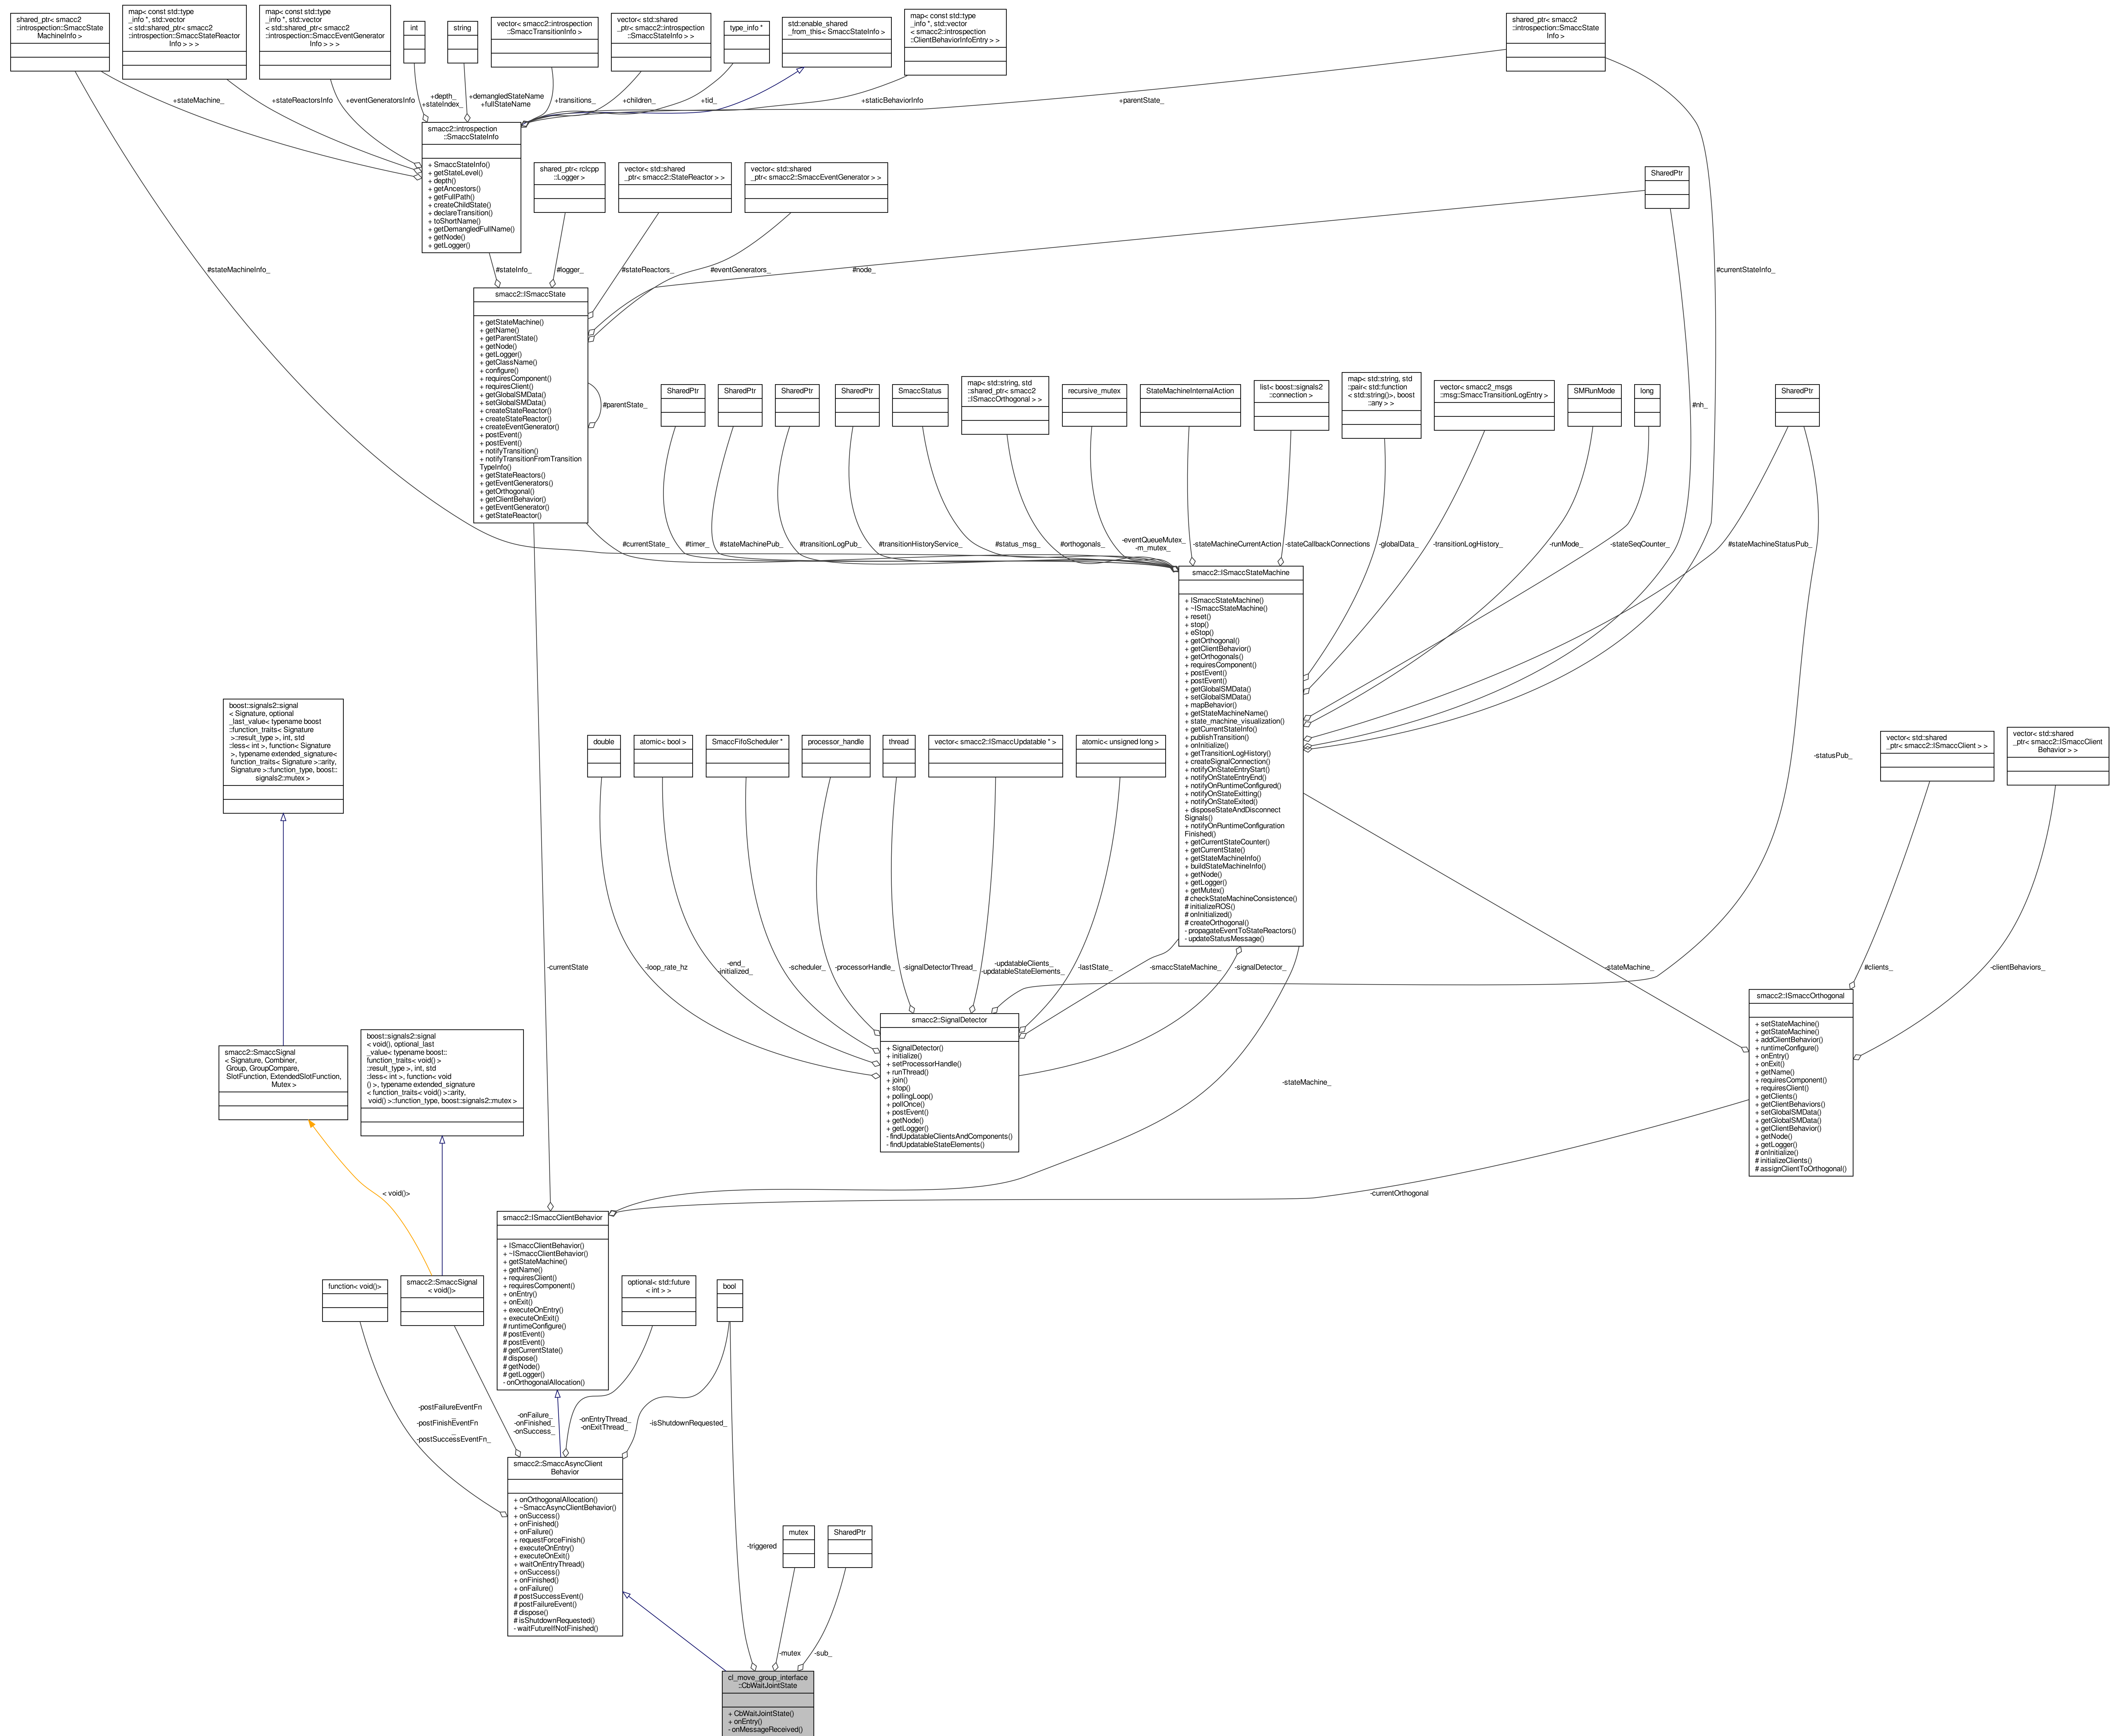 shared_ptr< smacc2
::introspection::SmaccState
MachineInfo >
map< const std::type
_info *, std::vector
< std::shared_ptr< smacc2
::introspection::SmaccStateReactor
Info > > >
map< const std::type
_info *, std::vector
< std::shared_ptr< smacc2
::introspection::SmaccEventGenerator
Info > > >
int
string
vector< smacc2::introspection
::SmaccTransitionInfo >
vector< std::shared
_ptr< smacc2::introspection
::SmaccStateInfo > >
type_info *
std::enable_shared
_from_this< SmaccStateInfo >
map< const std::type
_info *, std::vector
< smacc2::introspection
::ClientBehaviorInfoEntry > >
shared_ptr< smacc2
::introspection::SmaccState
Info >
+stateMachine_
+stateReactorsInfo
+eventGeneratorsInfo
+depth_
+stateIndex_
+demangledStateName
+fullStateName
+transitions_
+children_
+tid_
+staticBehaviorInfo
+parentState_
smacc2::introspection
::SmaccStateInfo
+ SmaccStateInfo()
+ getStateLevel()
+ depth()
+ getAncestors()
+ getFullPath()
+ createChildState()
+ declareTransition()
+ toShortName()
+ getDemangledFullName()
+ getNode()
+ getLogger()
shared_ptr< rclcpp
::Logger >
vector< std::shared
_ptr< smacc2::StateReactor > >
vector< std::shared
_ptr< smacc2::SmaccEventGenerator > >
SharedPtr
#stateMachineInfo_
#stateInfo_
#logger_
#stateReactors_
#eventGenerators_
#node_
#currentStateInfo_
smacc2::ISmaccState
+ getStateMachine()
+ getName()
+ getParentState()
+ getNode()
+ getLogger()
+ getClassName()
+ configure()
+ requiresComponent()
+ requiresClient()
+ getGlobalSMData()
+ setGlobalSMData()
+ createStateReactor()
+ createStateReactor()
+ createEventGenerator()
+ postEvent()
+ postEvent()
+ notifyTransition()
+ notifyTransitionFromTransition
TypeInfo()
+ getStateReactors()
+ getEventGenerators()
+ getOrthogonal()
+ getClientBehavior()
+ getEventGenerator()
+ getStateReactor()
#parentState_
SharedPtr
SharedPtr
SharedPtr
SharedPtr
SmaccStatus
map< std::string, std
::shared_ptr< smacc2
::ISmaccOrthogonal > >
recursive_mutex
StateMachineInternalAction
list< boost::signals2
::connection >
map< std::string, std
::pair< std::function
< std::string()>, boost
::any > >
vector< smacc2_msgs
::msg::SmaccTransitionLogEntry >
SMRunMode
long
#nh_
SharedPtr
#currentState_
#timer_
#stateMachinePub_
#transitionLogPub_
#transitionHistoryService_
#status_msg_
#orthogonals_
-eventQueueMutex_
-m_mutex_
-stateMachineCurrentAction
-stateCallbackConnections
-globalData_
-transitionLogHistory_
-runMode_
-stateSeqCounter_
#stateMachineStatusPub_
smacc2::ISmaccStateMachine
+ ISmaccStateMachine()
+ ~ISmaccStateMachine()
+ reset()
+ stop()
+ eStop()
+ getOrthogonal()
+ getClientBehavior()
+ getOrthogonals()
+ requiresComponent()
+ postEvent()
+ postEvent()
+ getGlobalSMData()
+ setGlobalSMData()
+ mapBehavior()
+ getStateMachineName()
+ state_machine_visualization()
+ getCurrentStateInfo()
+ publishTransition()
+ onInitialize()
+ getTransitionLogHistory()
+ createSignalConnection()
+ notifyOnStateEntryStart()
+ notifyOnStateEntryEnd()
+ notifyOnRuntimeConfigured()
+ notifyOnStateExitting()
+ notifyOnStateExited()
+ disposeStateAndDisconnect
Signals()
+ notifyOnRuntimeConfiguration
Finished()
+ getCurrentStateCounter()
+ getCurrentState()
+ getStateMachineInfo()
+ buildStateMachineInfo()
+ getNode()
+ getLogger()
+ getMutex()
# checkStateMachineConsistence()
# initializeROS()
# onInitialized()
# createOrthogonal()
- propagateEventToStateReactors()
- updateStatusMessage()
boost::signals2::signal
< Signature, optional
_last_value< typename boost
::function_traits< Signature
>::result_type >, int, std
::less< int >, function< Signature
>, typename extended_signature<
function_traits< Signature >::arity,
Signature >::function_type, boost::
signals2::mutex >
double
atomic< bool >
SmaccFifoScheduler *
processor_handle
thread
vector< smacc2::ISmaccUpdatable * >
atomic< unsigned long >
-statusPub_
vector< std::shared
_ptr< smacc2::ISmaccClient > >
vector< std::shared
_ptr< smacc2::ISmaccClient
Behavior > >
-currentState
-loop_rate_hz
-end_
-initialized_
-scheduler_
-processorHandle_
-signalDetectorThread_
-updatableClients_
-updatableStateElements_
-lastState_
-smaccStateMachine_
-signalDetector_
-stateMachine_
#clients_
-clientBehaviors_
smacc2::SignalDetector
+ SignalDetector()
+ initialize()
+ setProcessorHandle()
+ runThread()
+ join()
+ stop()
+ pollingLoop()
+ pollOnce()
+ postEvent()
+ getNode()
+ getLogger()
- findUpdatableClientsAndComponents()
- findUpdatableStateElements()
smacc2::ISmaccOrthogonal
+ setStateMachine()
+ getStateMachine()
+ addClientBehavior()
+ runtimeConfigure()
+ onEntry()
+ onExit()
+ getName()
+ requiresComponent()
+ requiresClient()
+ getClients()
+ getClientBehaviors()
+ setGlobalSMData()
+ getGlobalSMData()
+ getClientBehavior()
+ getNode()
+ getLogger()
# onInitialize()
# initializeClients()
# assignClientToOrthogonal()
smacc2::SmaccSignal
< Signature, Combiner,
Group, GroupCompare,
SlotFunction, ExtendedSlotFunction,
Mutex >
boost::signals2::signal
< void(), optional_last
_value< typename boost::
function_traits< void() >
::result_type >, int, std
::less< int >, function< void
() >, typename extended_signature
< function_traits< void() >::arity,
void() >::function_type, boost::signals2::mutex >
-stateMachine_
< void()>
-currentOrthogonal
smacc2::ISmaccClientBehavior
+ ISmaccClientBehavior()
+ ~ISmaccClientBehavior()
+ getStateMachine()
+ getName()
+ requiresClient()
+ requiresComponent()
+ onEntry()
+ onExit()
+ executeOnEntry()
+ executeOnExit()
# runtimeConfigure()
# postEvent()
# postEvent()
# getCurrentState()
# dispose()
# getNode()
# getLogger()
- onOrthogonalAllocation()
function< void()>
smacc2::SmaccSignal
< void()>
optional< std::future
< int > >
bool
-postFailureEventFn
_
-postFinishEventFn
_
-postSuccessEventFn_
-onFailure_
-onFinished_
-onSuccess_
-onEntryThread_
-onExitThread_
-isShutdownRequested_
smacc2::SmaccAsyncClient
Behavior
+ onOrthogonalAllocation()
+ ~SmaccAsyncClientBehavior()
+ onSuccess()
+ onFinished()
+ onFailure()
+ requestForceFinish()
+ executeOnEntry()
+ executeOnExit()
+ waitOnEntryThread()
+ onSuccess()
+ onFinished()
+ onFailure()
# postSuccessEvent()
# postFailureEvent()
# dispose()
# isShutdownRequested()
- waitFutureIfNotFinished()
-triggered
mutex
SharedPtr
-mutex
-sub_
cl_move_group_interface
::CbWaitJointState
+ CbWaitJointState()
+ onEntry()
- onMessageReceived()